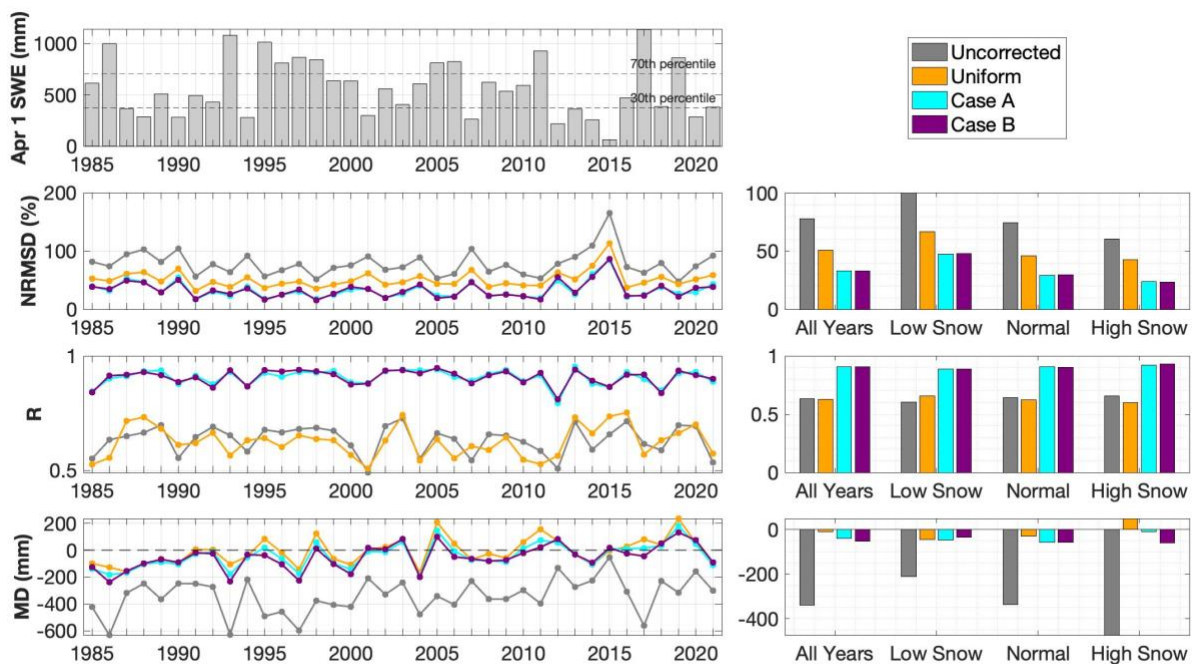 Apr 1 SWE (mm)
1000
500
0
70th percentile
30th percentile
1985 1990 1995 2000 2005 2010 2015 2020
Uncorrected
Uniform
Case A
Case B
NRMSD (%)
200
100
0
1985 1990 1995 2000 2005 2010 2015 2020
100
50
0
All Years Low Snow Normal High Snow
R
1
0.5
1985 1990 1995 2000 2005 2010 2015 2020
1
0.5
0
All Years Low Snow Normal High Snow
MD (mm)
200
0
-200
-400
-600
1985 1990 1995 2000 2005 2010 2015 2020
0
-200
-400
All Years Low Snow Normal High Snow